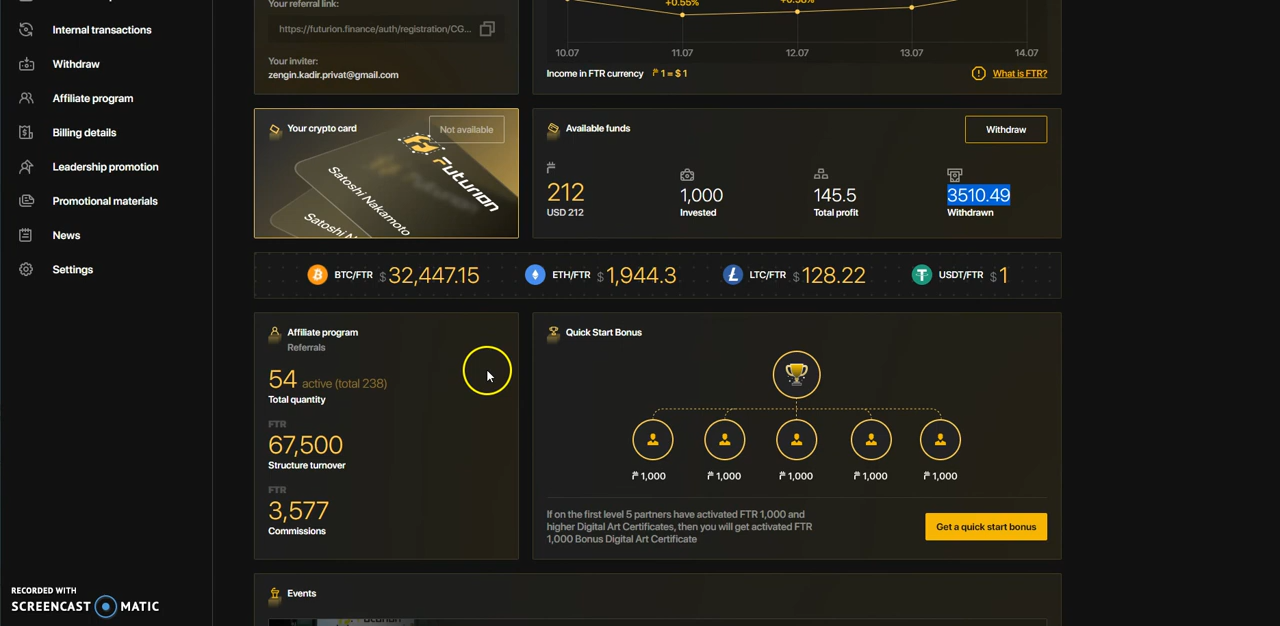 Your referral link:
https://futurion.finance/auth/registration/CG...
Your inviter:
zengin.kadir.privat@gmail.com
Internal transactions
Withdraw
Affiliate program
Billing details
Leadership promotion
Promotional materials
News
Settings
+0.55%
10.07
11.07
12.07
13.07
14.07
Income in FTR currency
1 = $ 1
What is FTR?
Your crypto card
Not available
Futurion
Satoshi Nakamoto
Available funds
Withdraw
212
USD 212
1,000
Invested
145.5
Total profit
3510.49
Withdrawn
BTC/FTR $ 32,447.15
ETH/FTR $ 1,944.3
LTC/FTR $ 128.22
USDT/FTR $ 1
Affiliate program
Referrals
54 active (total 238)
Total quantity
FTR
67,500
Structure turnover
FTR
3,577
Commissions
Quick Start Bonus
1,000
1,000
1,000
1,000
1,000
If on the first level 5 partners have activated FTR 1,000 and
higher Digital Art Certificates, then you will get activated FTR
1,000 Bonus Digital Art Certificate
Get a quick start bonus
Events
RECORDED WITH
SCREENCAST MATIC